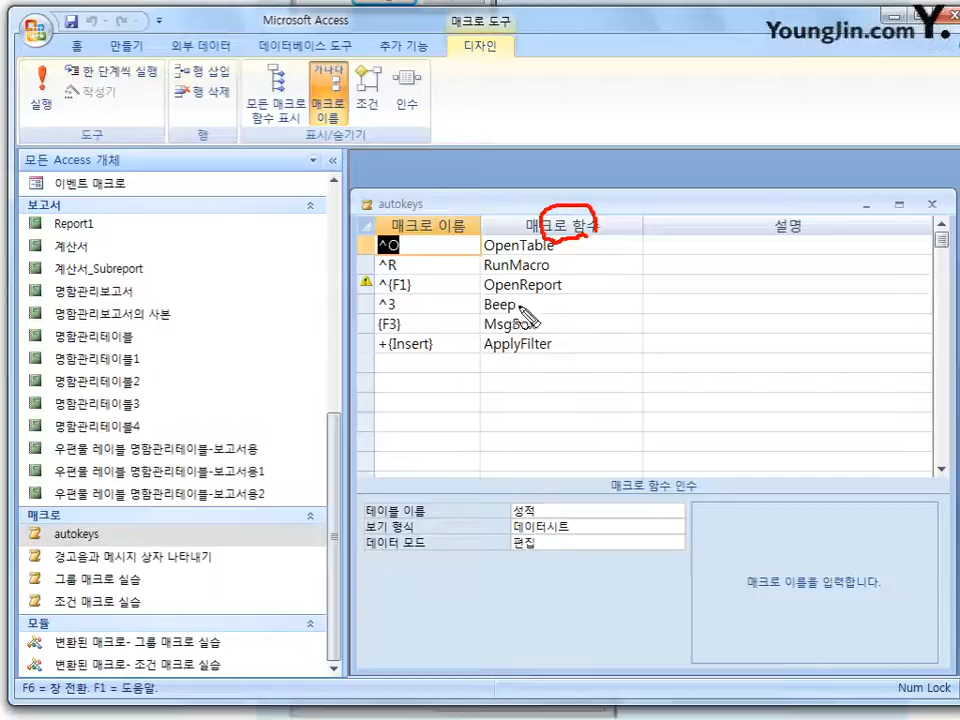 Microsoft Access
매크로 도구
YoungJin.com Y.
홈 만들기 외부 데이터 데이터베이스 도구 추가 기능 디자인
실행
한 단계씩 실행
작성기
행 삽입
행 삭제
모든 매크로 함수 표시
가나다
매크로 이름
조건
인수
도구 행 표시/숨기기
모든 Access 개체
이벤트 매크로
보고서
Report1
계산서
계산서_Subreport
명함관리보고서
명함관리보고서의 사본
명함관리테이블
명함관리테이블1
명함관리테이블2
명함관리테이블3
명함관리테이블4
우편물 레이블 명함관리테이블-보고서용
우편물 레이블 명함관리테이블-보고서용1
우편물 레이블 명함관리테이블-보고서용2
매크로
autokeys
경고음과 메시지 상자 나타내기
그룹 매크로 실습
조건 매크로 실습
모듈
변환된 매크로- 그룹 매크로 실습
변환된 매크로- 조건 매크로 실습
autokeys
매크로 이름 매크로 함수 설명
^O OpenTable
^R RunMacro
^{F1} OpenReport
^3 Beep
{F3} MsgBox
+{Insert} ApplyFilter
매크로 함수 인수
테이블 이름 성적
보기 형식 데이터시트
데이터 모드 편집
매크로 이름을 입력합니다.
F6 = 창 전환. F1 = 도움말.
Num Lock